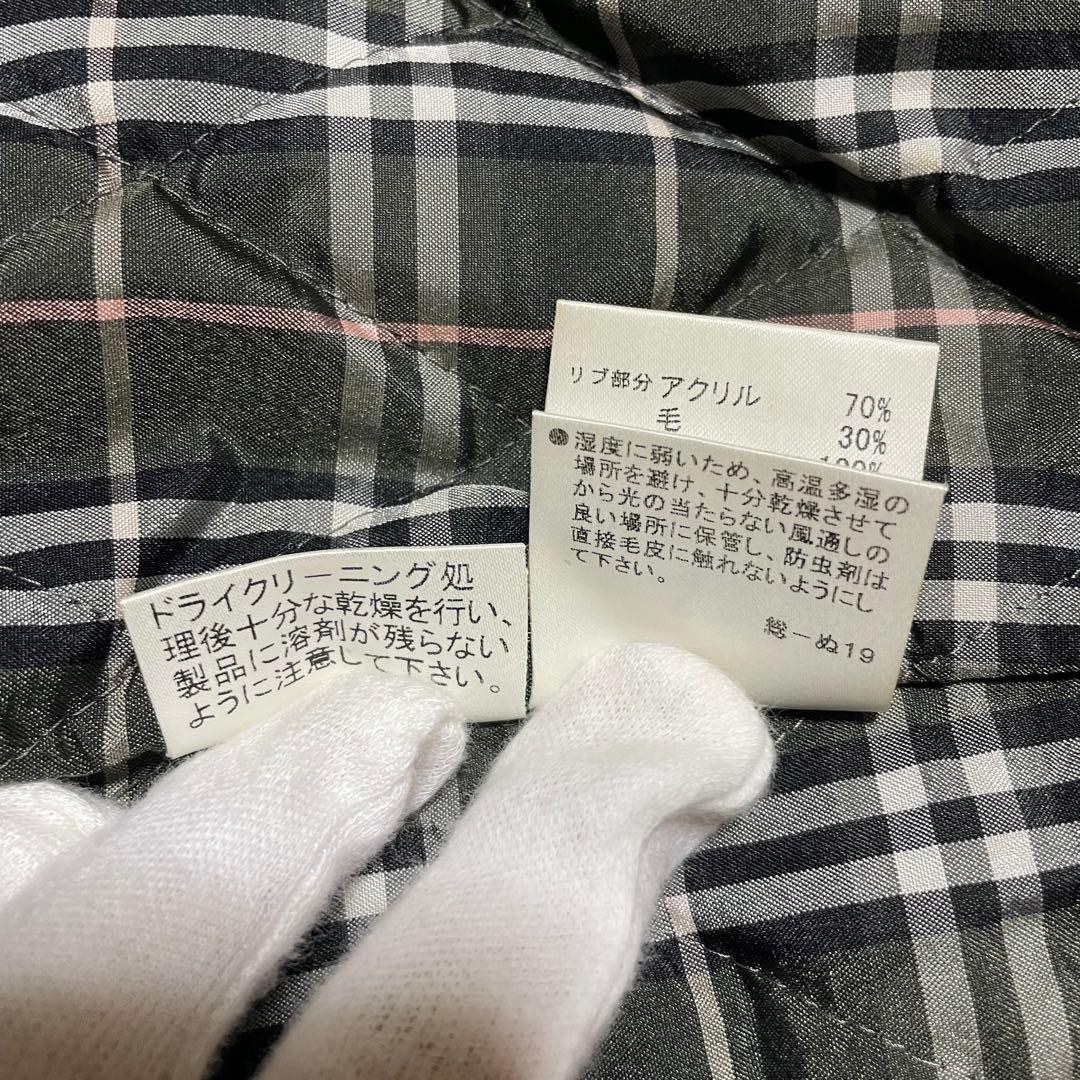 リブ部分 アクリル 70%
毛 30%
100%
●湿度に弱いため、高温多湿の
場所を避け、十分乾燥させて
から光の当たらない風通しの
良い場所に保管し、防虫剤は
直接毛皮に触れないようにし
て下さい。
総ーぬ19
ドライクリーニング処
理後十分な乾燥を行い、
製品に溶剤が残らない
ように注意して下さい。